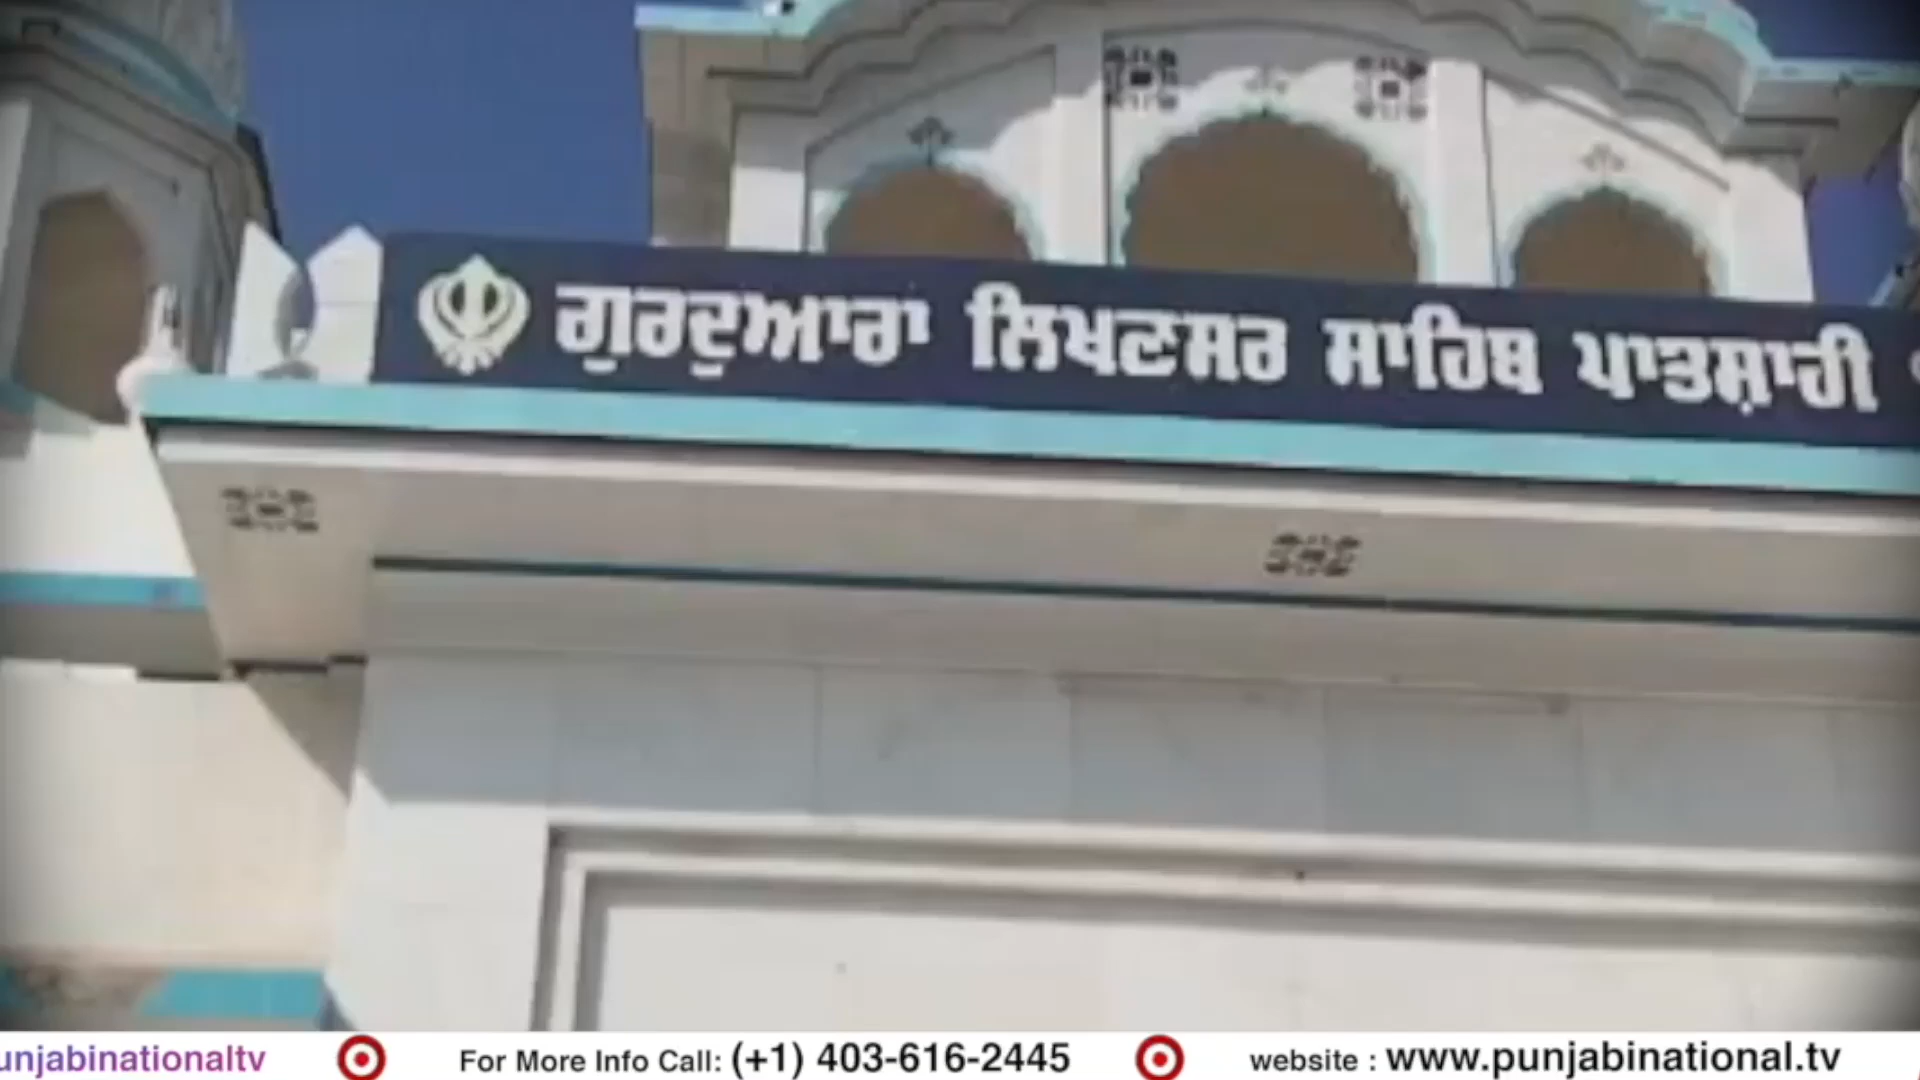 ਗੁਰਦੁਆਰਾ ਲਿਖਣਸਰ ਸਾਹਿਬ ਪਾਤਸ਼ਾਹੀ
unjabinationaltv For More Info Call: (+1) 403-616-2445 website : www.punjabinational.tv